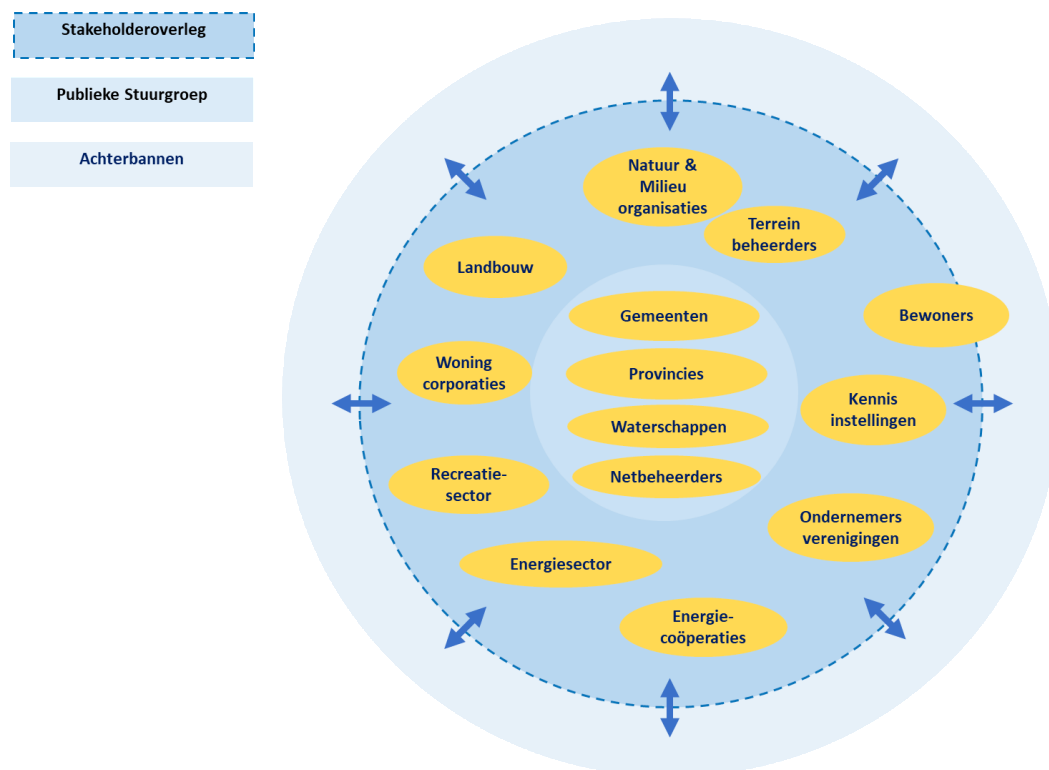 Stakeholderoverleg
Publieke Stuurgroep
Achterbannen
Natuur &
Milieu
organisaties
Terrein
beheerders
Landbouw
Bewoners
Gemeenten
Provincies
Waterschappen
Netbeheerders
Woning
corporaties
Kennis
instellingen
Recreatie-
sector
Ondernemers
verenigingen
Energiesector
Energie-
coöperaties